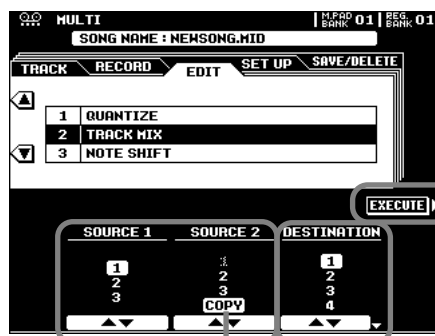 MULTI
M.PAD BANK 01 REG. BANK 01
SONG NAME : NEWSONG.MID
TRACK RECORD EDIT SET UP SAVE/DELETE
1 QUANTIZE
2 TRACK MIX
3 NOTE SHIFT
EXECUTE
SOURCE 1 SOURCE 2 DESTINATION
1 1 1
2 2 2
3 3 3
COPY 4